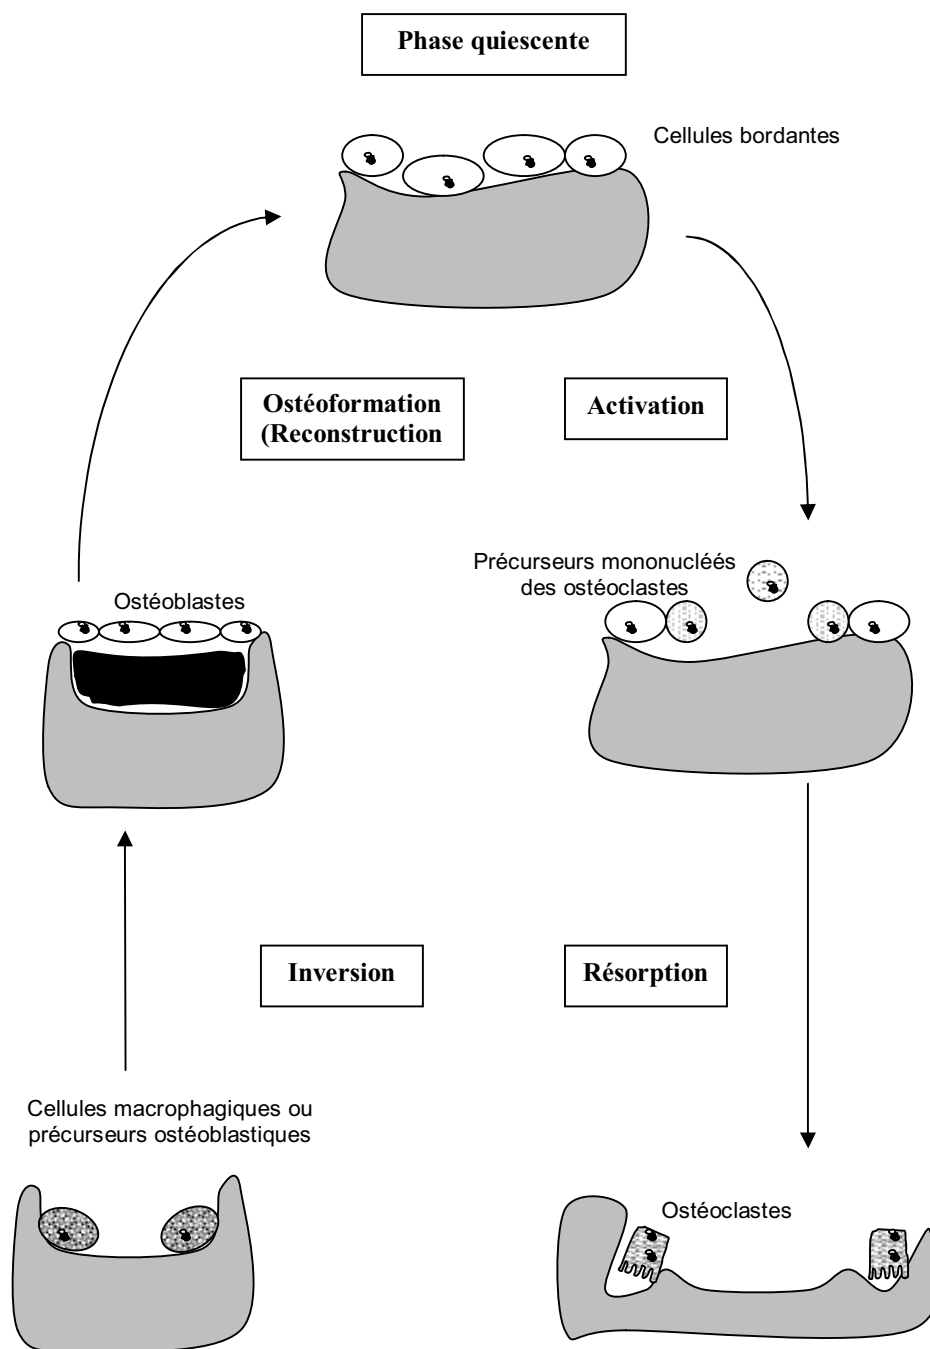 Phase quiescente
Cellules bordantes
Ostéoformation
(Reconstruction
Activation
Précurseurs mononucléés
des ostéoclastes
Ostéoblastes
Inversion
Résorption
Cellules macrophagiques ou
précurseurs ostéoblastiques
Ostéoclastes